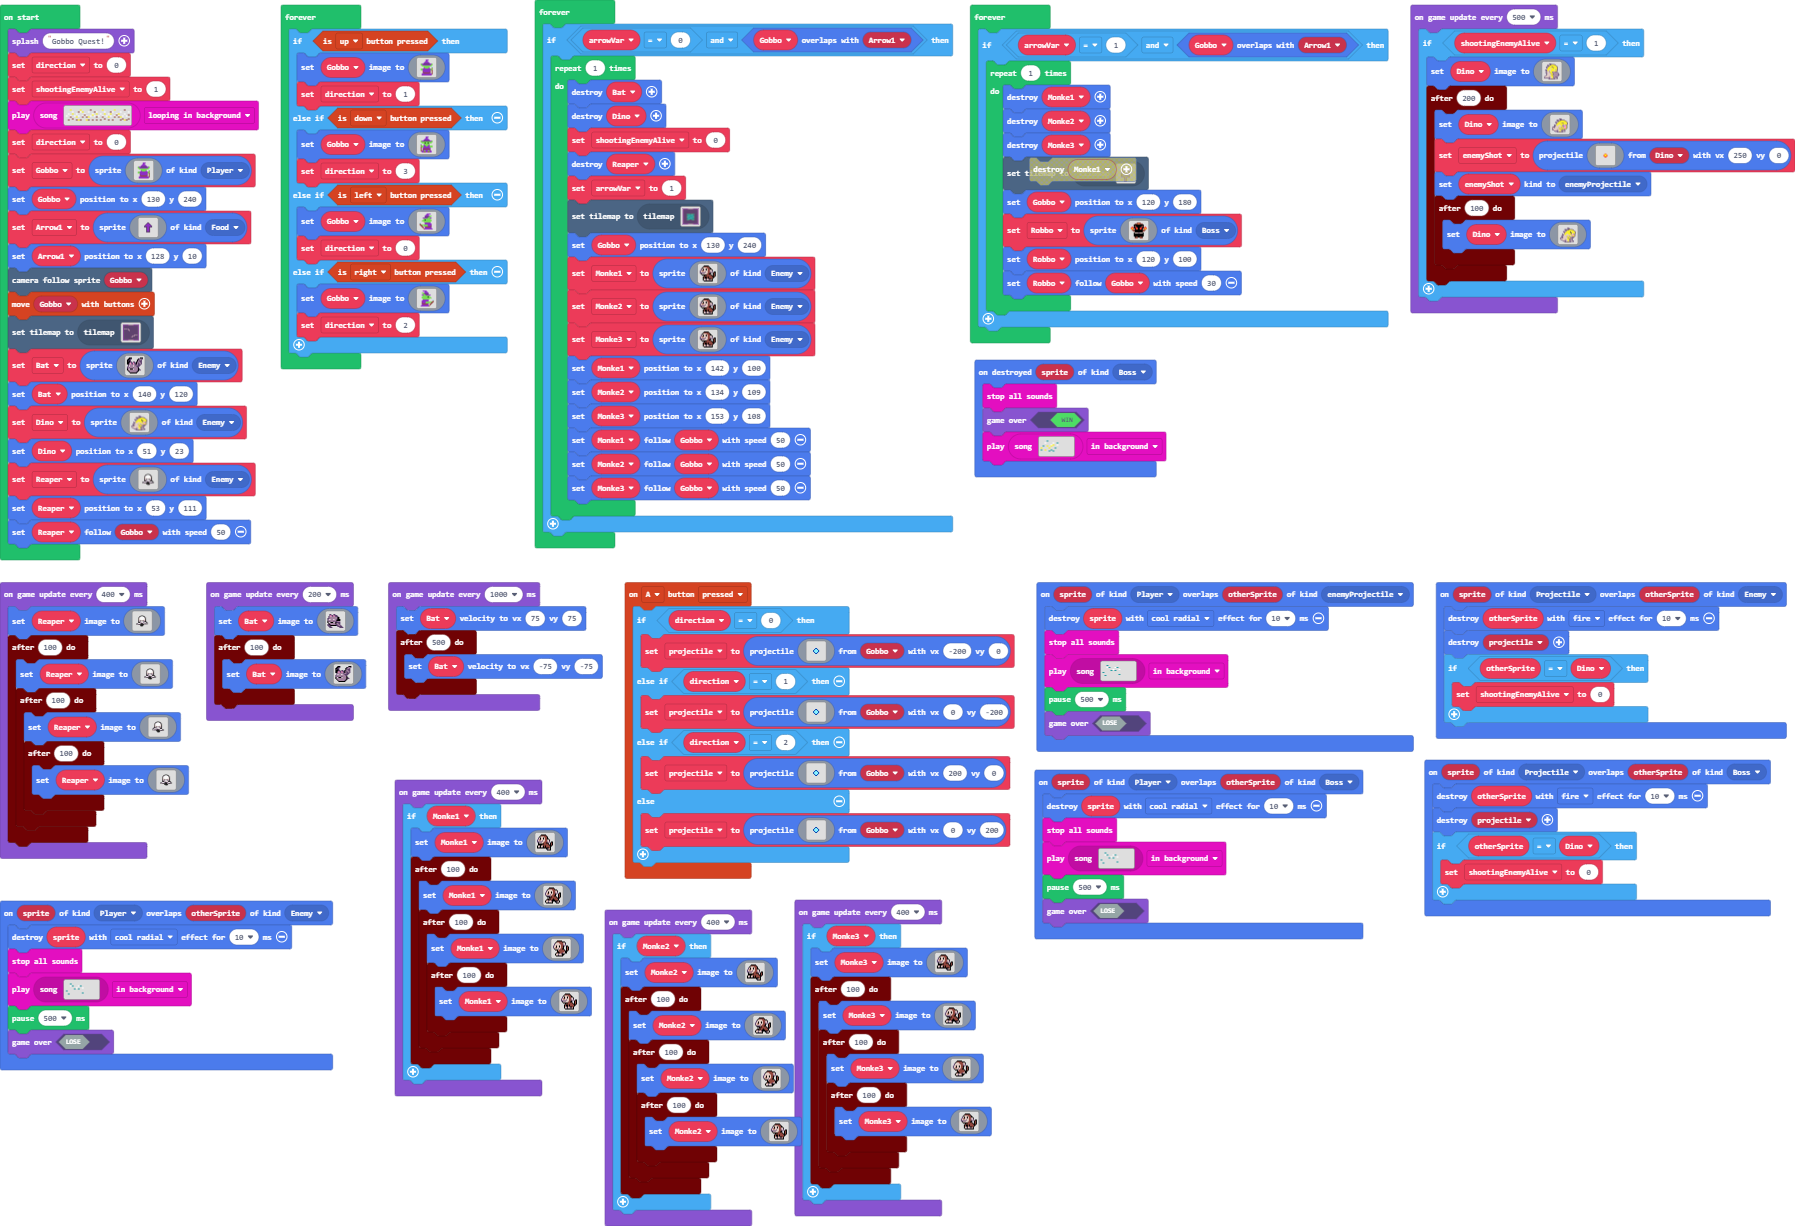 on start
splash "Gobbo Quest!"
set direction to 0
set shootingEnemyAlive to 1
play song looping in background
set direction to 0
set Gobbo to sprite of kind Player
set Gobbo position to x 130 y 240
set Arrow1 to sprite of kind Food
set Arrow1 position to x 128 y 10
camera follow sprite Gobbo
move Gobbo with buttons
set tilemap to tilemap
set Bat to sprite of kind Enemy
set Bat position to x 140 y 120
set Dino to sprite of kind Enemy
set Dino position to x 51 y 23
set Reaper to sprite of kind Enemy
set Reaper position to x 53 y 111
set Reaper follow Gobbo with speed 50
forever
if is up button pressed then
set Gobbo image to
set direction to 1
else if is down button pressed then
set Gobbo image to
set direction to 3
else if is left button pressed then
set Gobbo image to
set direction to 0
else if is right button pressed then
set Gobbo image to
set direction to 2
forever
if arrowVar = 0 and Gobbo overlaps with Arrow1 then
repeat 1 times
do destroy Bat
destroy Dino
set shootingEnemyAlive to 0
destroy Reaper
set arrowVar to 1
set tilemap to tilemap
set Gobbo position to x 130 y 240
set Monke1 to sprite of kind Enemy
set Monke2 to sprite of kind Enemy
set Monke3 to sprite of kind Enemy
set Monke1 position to x 142 y 100
set Monke2 position to x 134 y 109
set Monke3 position to x 153 y 108
set Monke1 follow Gobbo with speed 50
set Monke2 follow Gobbo with speed 50
set Monke3 follow Gobbo with speed 50
forever
if arrowVar = 1 and Gobbo overlaps with Arrow1 then
repeat 1 times
do destroy Monke1
destroy Monke2
destroy Monke3
set t destroy Monke1
set Gobbo position to x 120 y 180
set Robbo to sprite of kind Boss
set Robbo position to x 120 y 100
set Robbo follow Gobbo with speed 30
on destroyed sprite of kind Boss
stop all sounds
game over WIN
play song in background
on game update every 500 ms
if shootingEnemyAlive = 1 then
set Dino image to
after 200 do
set Dino image to
set enemyShot to projectile from Dino with vx 250 vy 0
set enemyShot kind to enemyProjectile
after 100 do
set Dino image to
on game update every 400 ms
set Reaper image to
after 100 do
set Reaper image to
after 100 do
set Reaper image to
after 100 do
set Reaper image to
on game update every 200 ms
set Bat image to
after 100 do
set Bat image to
on game update every 1000 ms
set Bat velocity to vx 75 vy 75
after 500 do
set Bat velocity to vx -75 vy -75
on A button pressed
if direction = 0 then
set projectile to projectile from Gobbo with vx -200 vy 0
else if direction = 1 then
set projectile to projectile from Gobbo with vx 0 vy -200
else if direction = 2 then
set projectile to projectile from Gobbo with vx 200 vy 0
else
set projectile to projectile from Gobbo with vx 0 vy 200
on sprite of kind Player overlaps otherSprite of kind enemyProjectile
destroy sprite with cool radial effect for 10 ms
stop all sounds
play song in background
pause 500 ms
game over LOSE
on sprite of kind Projectile overlaps otherSprite of kind Enemy
destroy otherSprite with fire effect for 10 ms
destroy projectile
if otherSprite = Dino then
set shootingEnemyAlive to 0
on sprite of kind Player overlaps otherSprite of kind Boss
destroy sprite with cool radial effect for 10 ms
stop all sounds
play song in background
pause 500 ms
game over LOSE
on sprite of kind Projectile overlaps otherSprite of kind Boss
destroy otherSprite with fire effect for 10 ms
destroy projectile
if otherSprite = Dino then
set shootingEnemyAlive to 0
on sprite of kind Player overlaps otherSprite of kind Enemy
destroy sprite with cool radial effect for 10 ms
stop all sounds
play song in background
pause 500 ms
game over LOSE
on game update every 400 ms
if Monke1 then
set Monke1 image to
after 100 do
set Monke1 image to
after 100 do
set Monke1 image to
after 100 do
set Monke1 image to
on game update every 400 ms
if Monke2 then
set Monke2 image to
after 100 do
set Monke2 image to
after 100 do
set Monke2 image to
after 100 do
set Monke2 image to
on game update every 400 ms
if Monke3 then
set Monke3 image to
after 100 do
set Monke3 image to
after 100 do
set Monke3 image to
after 100 do
set Monke3 image to